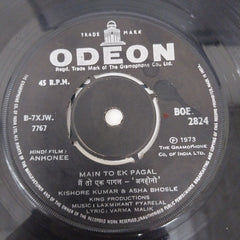 TRADE MARK
ODEON
Regd. Trade Mark of The Gramophone Co., Ltd.
45 R.P.M.
B-7XJW.
7767
BOE
2824
HINDI FILM:
ANHONEE
℗ 1973
THE GRAMOPHONE
CO. OF INDIA LTD.
MAIN TO EK PAGAL
मैं तो एक पागल - 'अनहोनी'
KISHORE KUMAR & ASHA BHOSLE
KING PRODUCTIONS
MUSIC: LAXMIKANT PYARELAL
LYRIC: VARMA MALIK